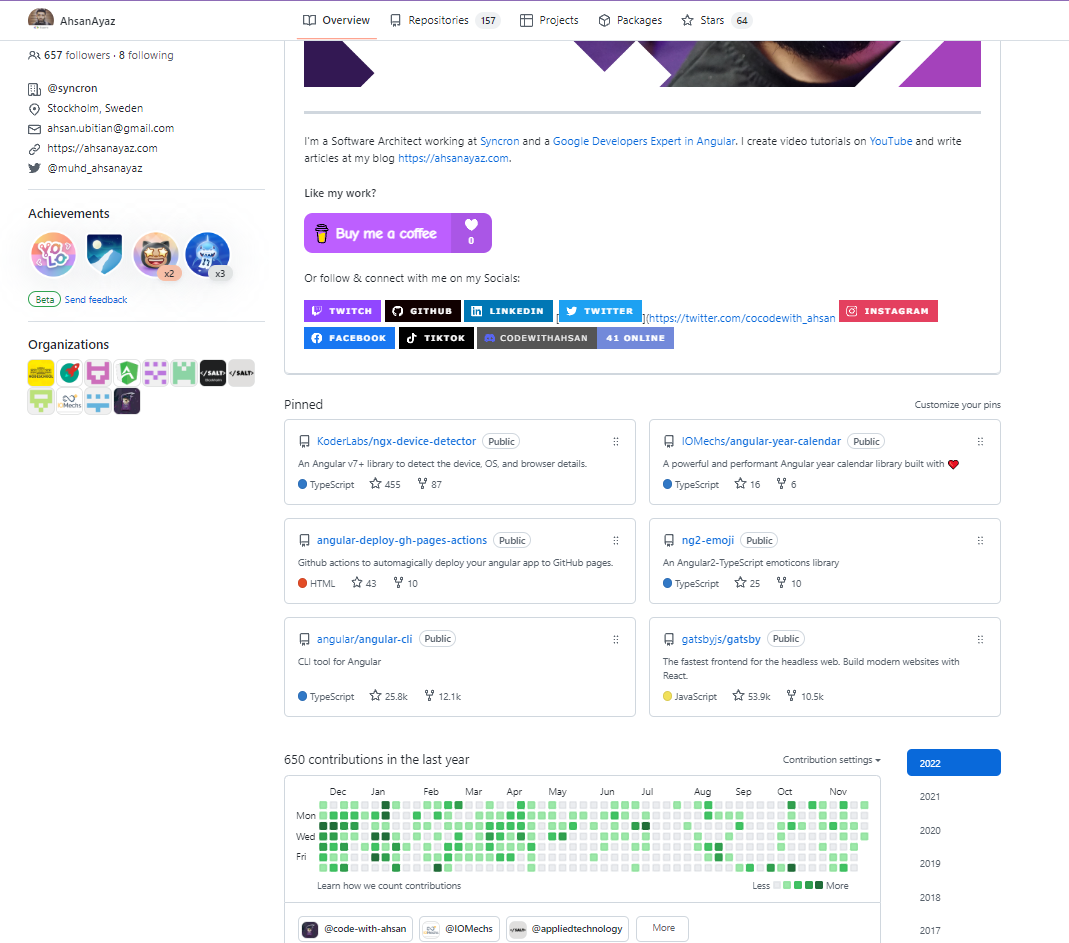 AhsanAyaz
Overview
Repositories 157
Projects
Packages
Stars 64
657 followers · 8 following
@syncron
Stockholm, Sweden
ahsan.ubitian@gmail.com
https://ahsanayaz.com
@muhd_ahsanayaz
Achievements
YOLO
x2
x3
Beta Send feedback
Organizations
</SALT>
</SALT>
IOMechs
I'm a Software Architect working at Syncron and a Google Developers Expert in Angular. I create video tutorials on YouTube and write
articles at my blog https://ahsanayaz.com.
Like my work?
Buy me a coffee
0
Or follow & connect with me on my Socials:
TWITCH GITHUB LINKEDIN [ TWITTER ](https://twitter.com/cocodewith_ahsan INSTAGRAM
FACEBOOK TIKTOK CODEWITHAHSAN 41 ONLINE
Pinned
Customize your pins
KoderLabs/ngx-device-detector Public
An Angular v7+ library to detect the device, OS, and browser details.
TypeScript 455 87
IOMechs/angular-year-calendar Public
A powerful and performant Angular year calendar library built with ❤
TypeScript 16 6
angular-deploy-gh-pages-actions Public
Github actions to automagically deploy your angular app to GitHub pages.
HTML 43 10
ng2-emoji Public
An Angular2-TypeScript emoticons library
TypeScript 25 10
angular/angular-cli Public
CLI tool for Angular
TypeScript 25.8k 12.1k
gatsbyjs/gatsby Public
The fastest frontend for the headless web. Build modern websites with
React.
JavaScript 53.9k 10.5k
650 contributions in the last year
Contribution settings
Dec Jan Feb Mar Apr May Jun Jul Aug Sep Oct Nov
Mon
Wed
Fri
Learn how we count contributions
Less More
@code-with-ahsan
@IOMechs
</SALT> @appliedtechnology
More
2022
2021
2020
2019
2018
2017